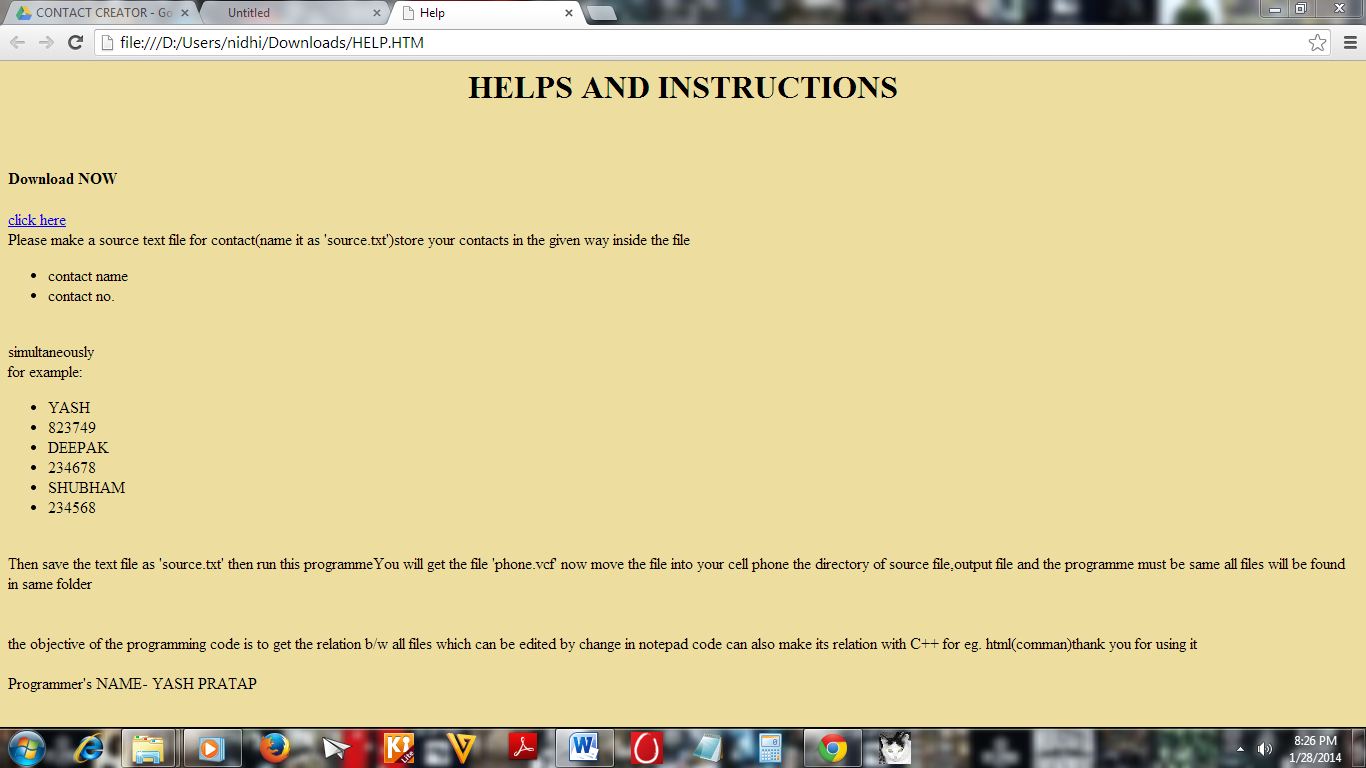 CONTACT CREATOR - Go
Untitled
Help
file:///D:/Users/nidhi/Downloads/HELP.HTM
HELPS AND INSTRUCTIONS
Download NOW
click here
Please make a source text file for contact(name it as 'source.txt')store your contacts in the given way inside the file
contact name
contact no.
simultaneously
for example:
YASH
823749
DEEPAK
234678
SHUBHAM
234568
Then save the text file as 'source.txt' then run this programmeYou will get the file 'phone.vcf' now move the file into your cell phone the directory of source file,output file and the programme must be same all files will be found
in same folder
the objective of the programming code is to get the relation b/w all files which can be edited by change in notepad code can also make its relation with C++ for eg. html(comman)thank you for using it
Programmer's NAME- YASH PRATAP
8:26 PM
1/28/2014